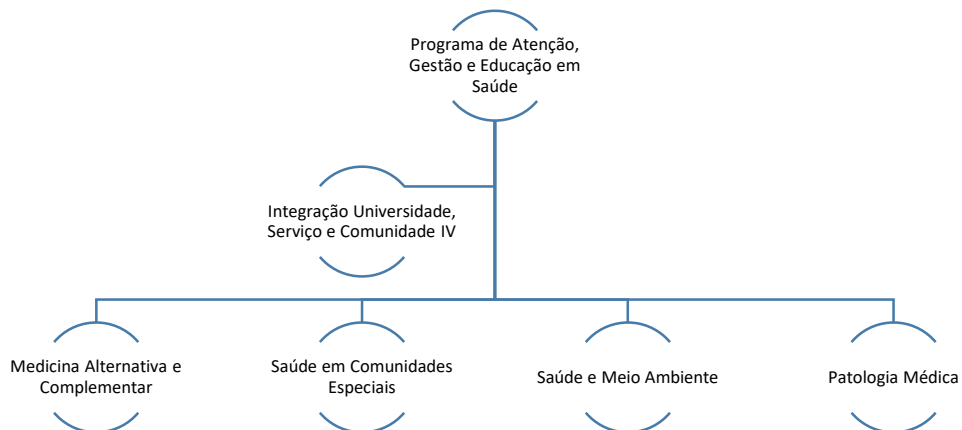 Programa de Atenção,
Gestão e Educação em
Saúde
Integração Universidade,
Serviço e Comunidade IV
Medicina Alternativa e
Complementar
Saúde em Comunidades
Especiais
Saúde e Meio Ambiente
Patologia Médica